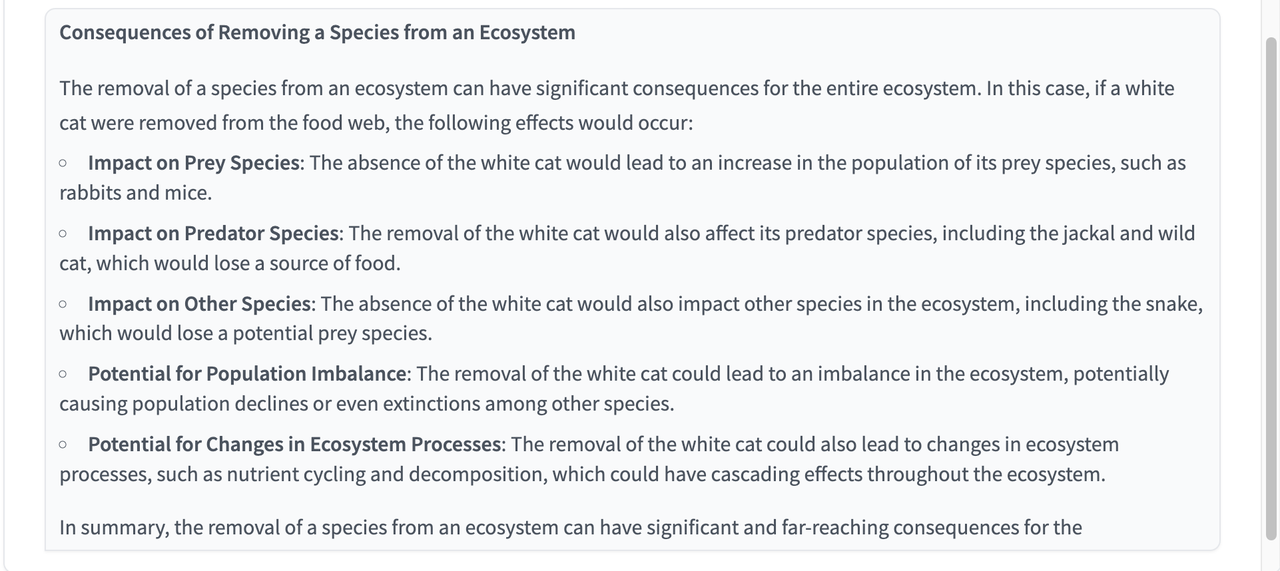 Consequences of Removing a Species from an Ecosystem
The removal of a species from an ecosystem can have significant consequences for the entire ecosystem. In this case, if a white
cat were removed from the food web, the following effects would occur:
○ Impact on Prey Species: The absence of the white cat would lead to an increase in the population of its prey species, such as
rabbits and mice.
○ Impact on Predator Species: The removal of the white cat would also affect its predator species, including the jackal and wild
cat, which would lose a source of food.
○ Impact on Other Species: The absence of the white cat would also impact other species in the ecosystem, including the snake,
which would lose a potential prey species.
○ Potential for Population Imbalance: The removal of the white cat could lead to an imbalance in the ecosystem, potentially
causing population declines or even extinctions among other species.
○ Potential for Changes in Ecosystem Processes: The removal of the white cat could also lead to changes in ecosystem
processes, such as nutrient cycling and decomposition, which could have cascading effects throughout the ecosystem.
In summary, the removal of a species from an ecosystem can have significant and far-reaching consequences for the